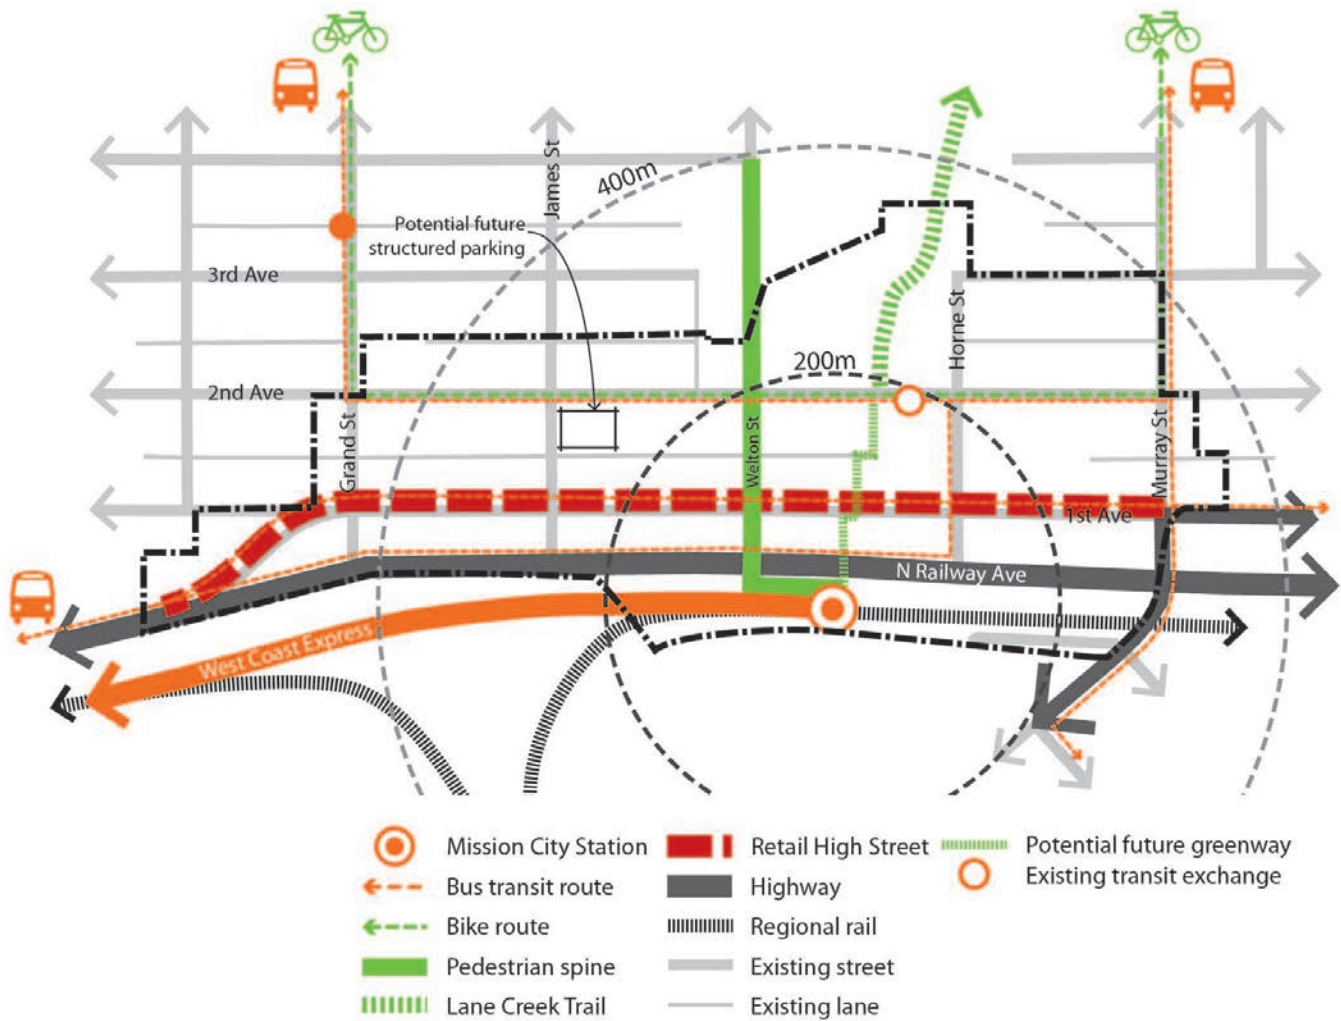 400m
James St
Potential future
structured parking
3rd Ave
Horne St
200m
2nd Ave
Grand St
Welton St
Murray St
1st Ave
N Railway Ave
West Coast Express
Mission City Station
Bus transit route
Bike route
Pedestrian spine
Lane Creek Trail
Retail High Street
Highway
Regional rail
Existing street
Existing lane
Potential future greenway
Existing transit exchange